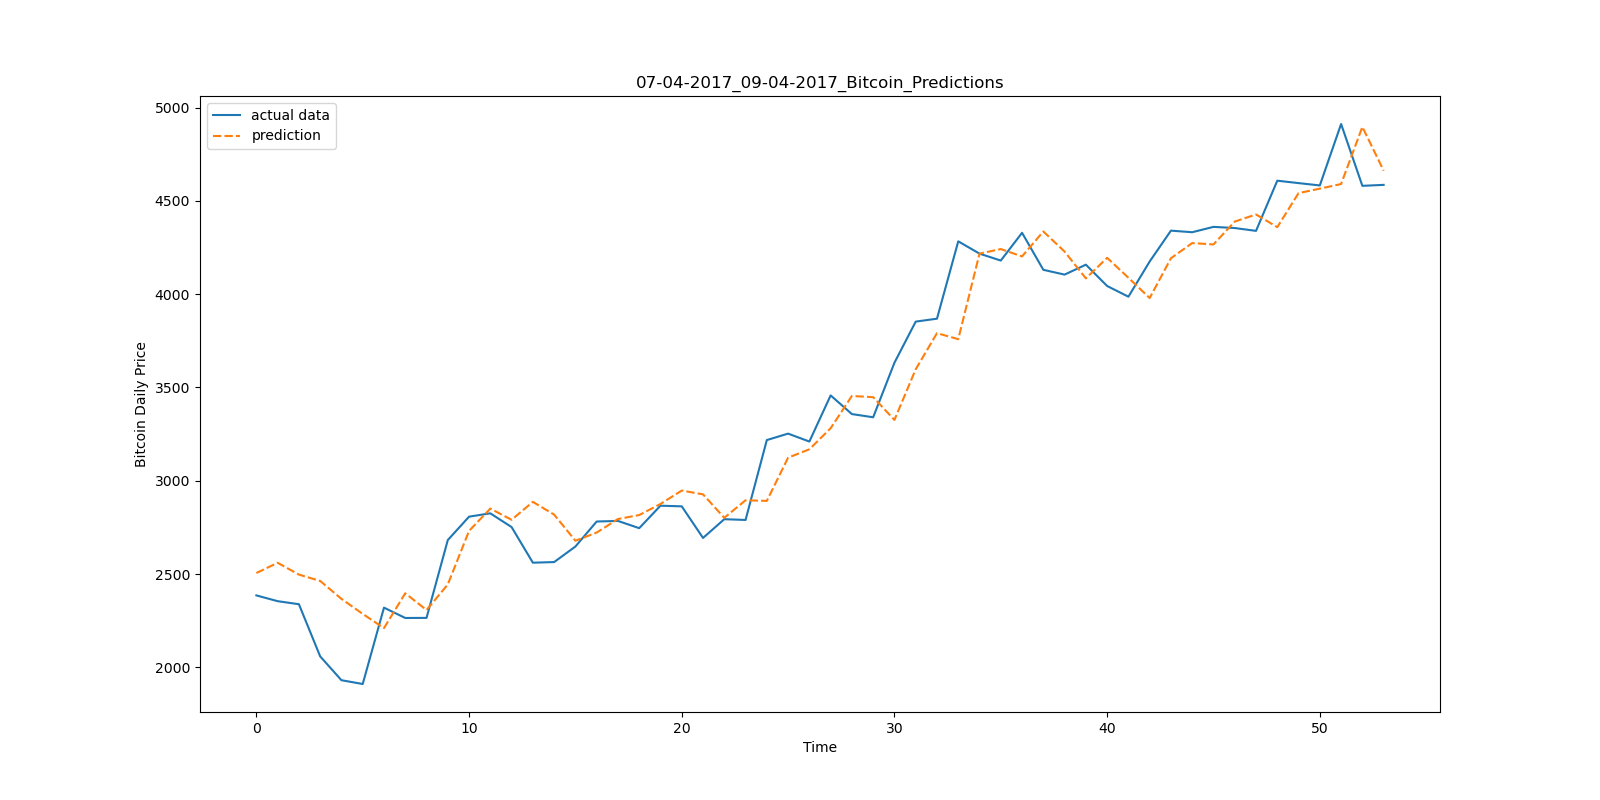 07-04-2017_09-04-2017_Bitcoin_Predictions
actual data
prediction
5000
4500
4000
3500
3000
2500
2000
Bitcoin Daily Price
0 10 20 30 40 50
Time